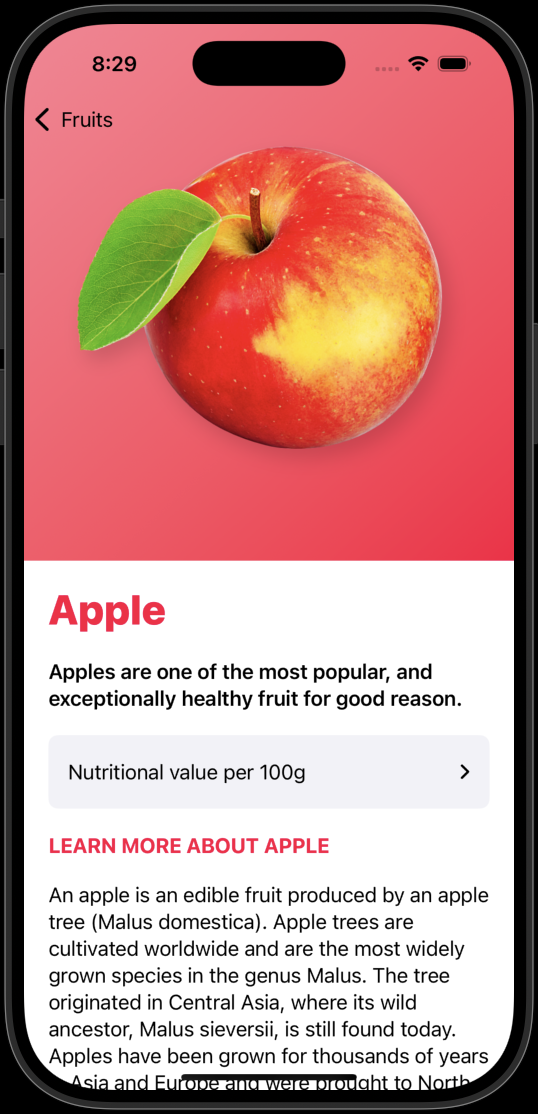 8:29
Fruits
Apple
Apples are one of the most popular, and
exceptionally healthy fruit for good reason.
Nutritional value per 100g
LEARN MORE ABOUT APPLE
An apple is an edible fruit produced by an apple
tree (Malus domestica). Apple trees are
cultivated worldwide and are the most widely
grown species in the genus Malus. The tree
originated in Central Asia, where its wild
ancestor, Malus sieversii, is still found today.
Apples have been grown for thousands of years
Asia and Europe and were brought to North